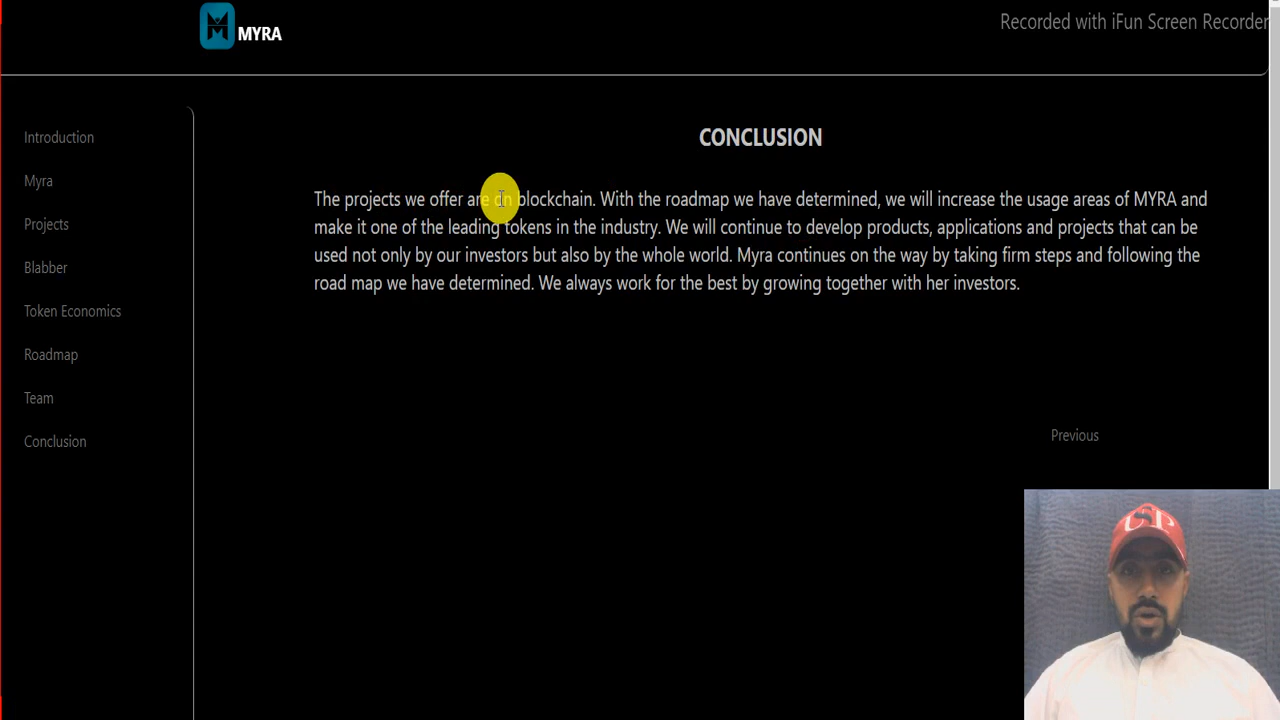 MYRA
Recorded with iFun Screen Recorder
Introduction
Myra
Projects
Blabber
Token Economics
Roadmap
Team
Conclusion
CONCLUSION
The projects we offer are on blockchain. With the roadmap we have determined, we will increase the usage areas of MYRA and
make it one of the leading tokens in the industry. We will continue to develop products, applications and projects that can be
used not only by our investors but also by the whole world. Myra continues on the way by taking firm steps and following the
road map we have determined. We always work for the best by growing together with her investors.
Previous